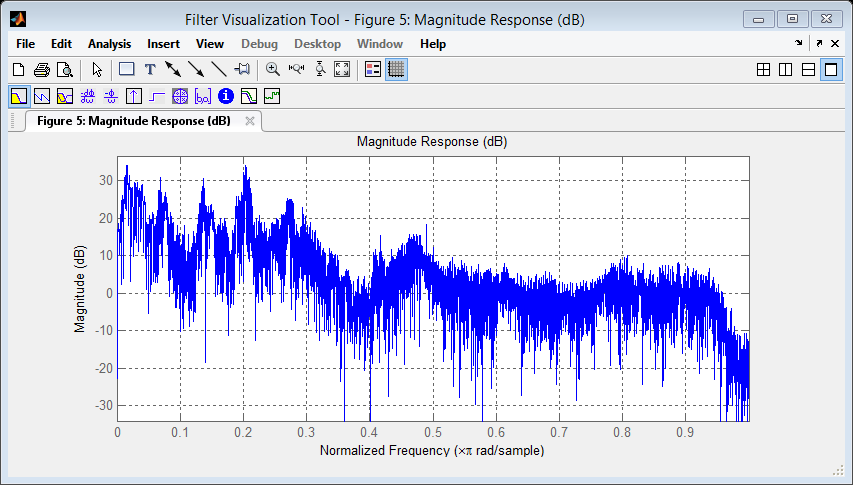 Filter Visualization Tool - Figure 5: Magnitude Response (dB)
File Edit Analysis Insert View Debug Desktop Window Help
Figure 5: Magnitude Response (dB)
Magnitude Response (dB)
30
20
10
0
-10
-20
-30
Magnitude (dB)
0 0.1 0.2 0.3 0.4 0.5 0.6 0.7 0.8 0.9
Normalized Frequency (×π rad/sample)